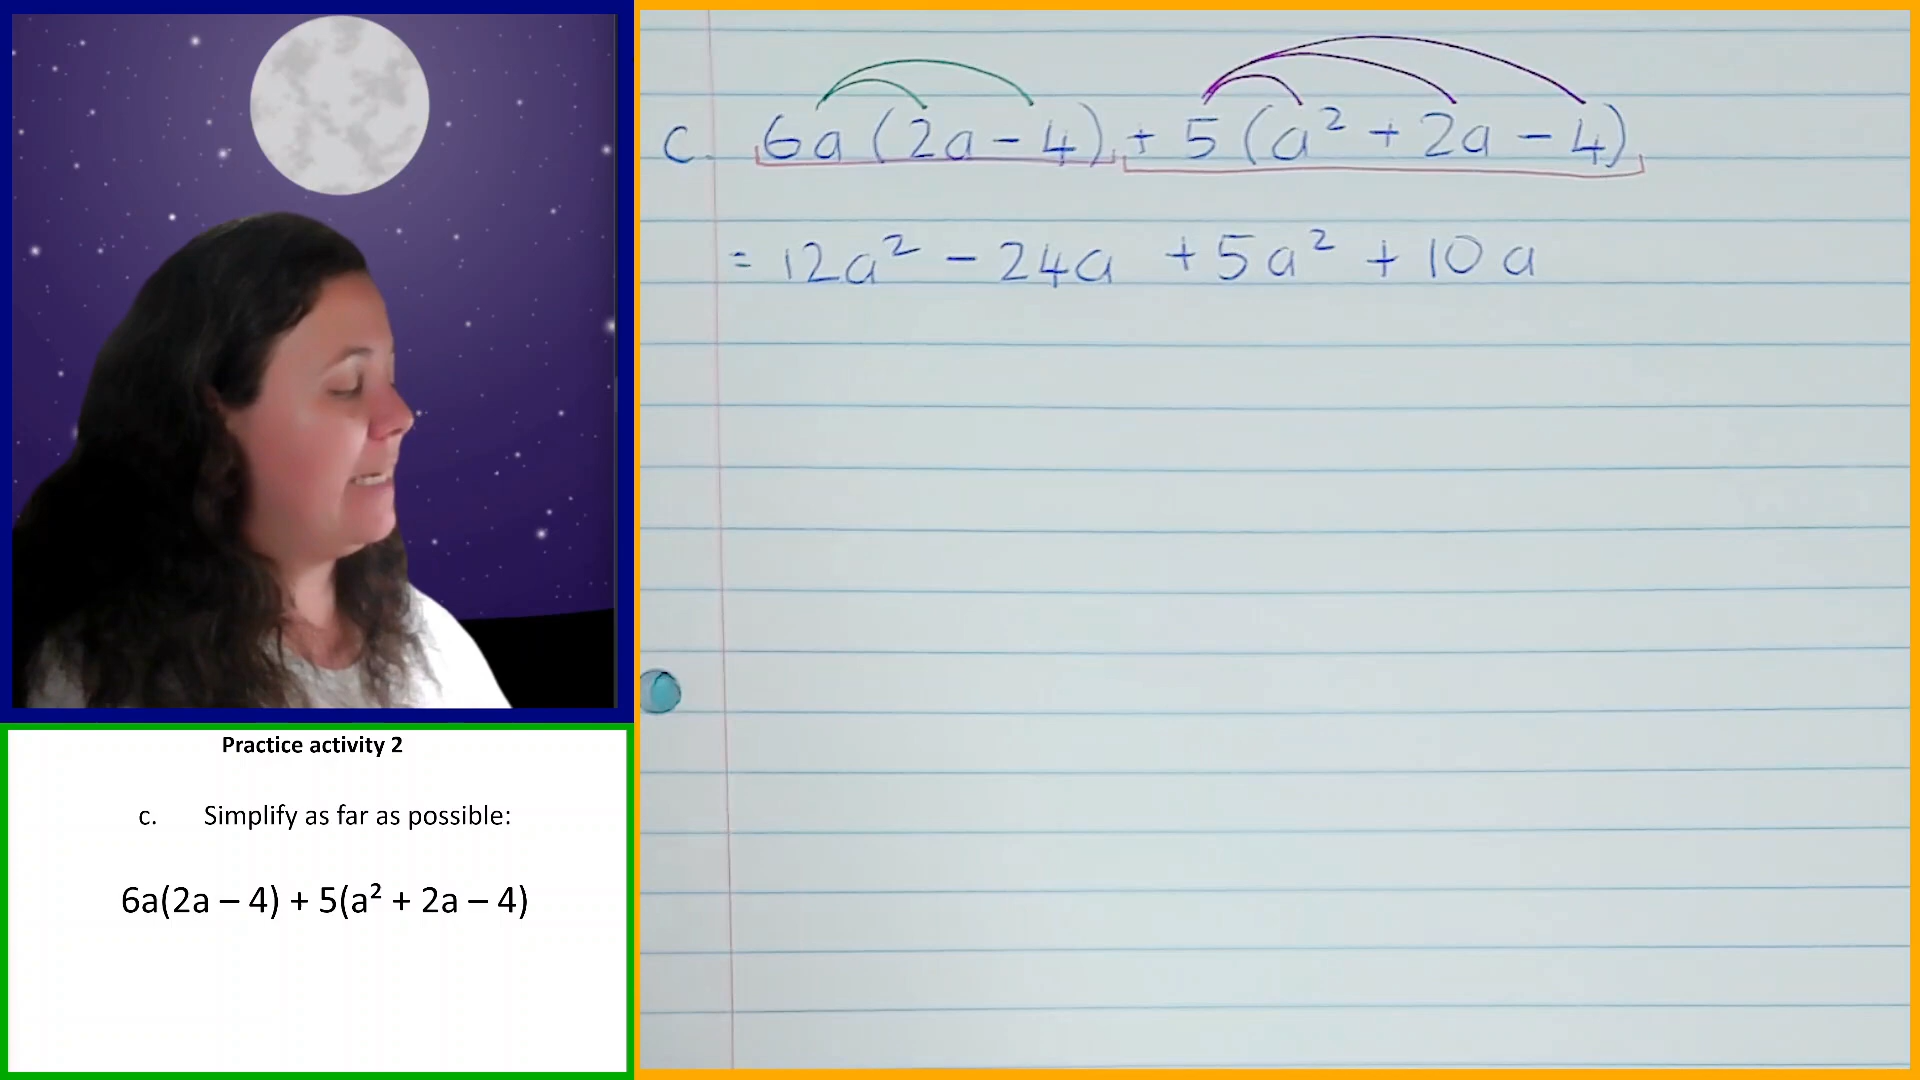 Practice activity 2
c. Simplify as far as possible:
6a(2a – 4) + 5(a² + 2a – 4)
c. 6a(2a - 4) + 5(a² + 2a - 4)
= 12a² - 24a + 5a² + 10a